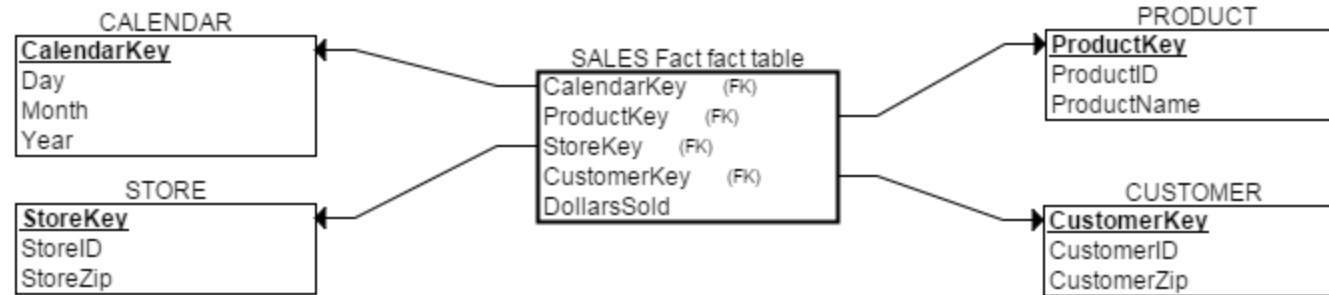 CALENDAR
CalendarKey
Day
Month
Year
STORE
StoreKey
StoreID
StoreZip
SALES Fact fact table
CalendarKey (FK)
ProductKey (FK)
StoreKey (FK)
CustomerKey (FK)
DollarsSold
PRODUCT
ProductKey
ProductID
ProductName
CUSTOMER
CustomerKey
CustomerID
CustomerZip